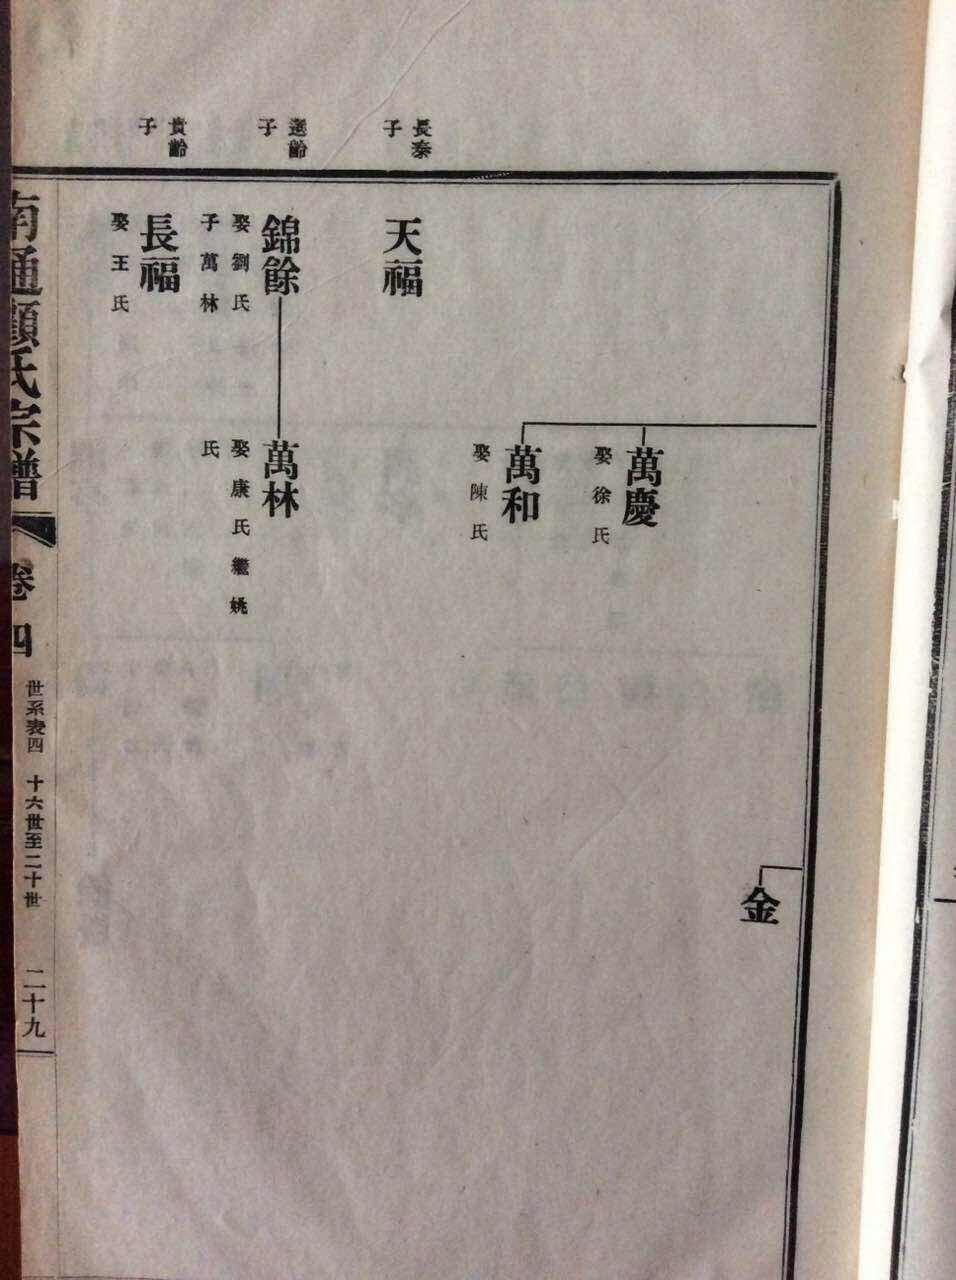 長泰
子
選齡
子
貴齡
子
天福
錦餘
娶劉氏
子萬林
長福
娶王氏
萬慶
娶徐氏
萬和
娶陳氏
萬林
娶康氏繼姚
氏
金
南通顧氏宗譜
卷四
世系表四 十六世至二十世
二十九